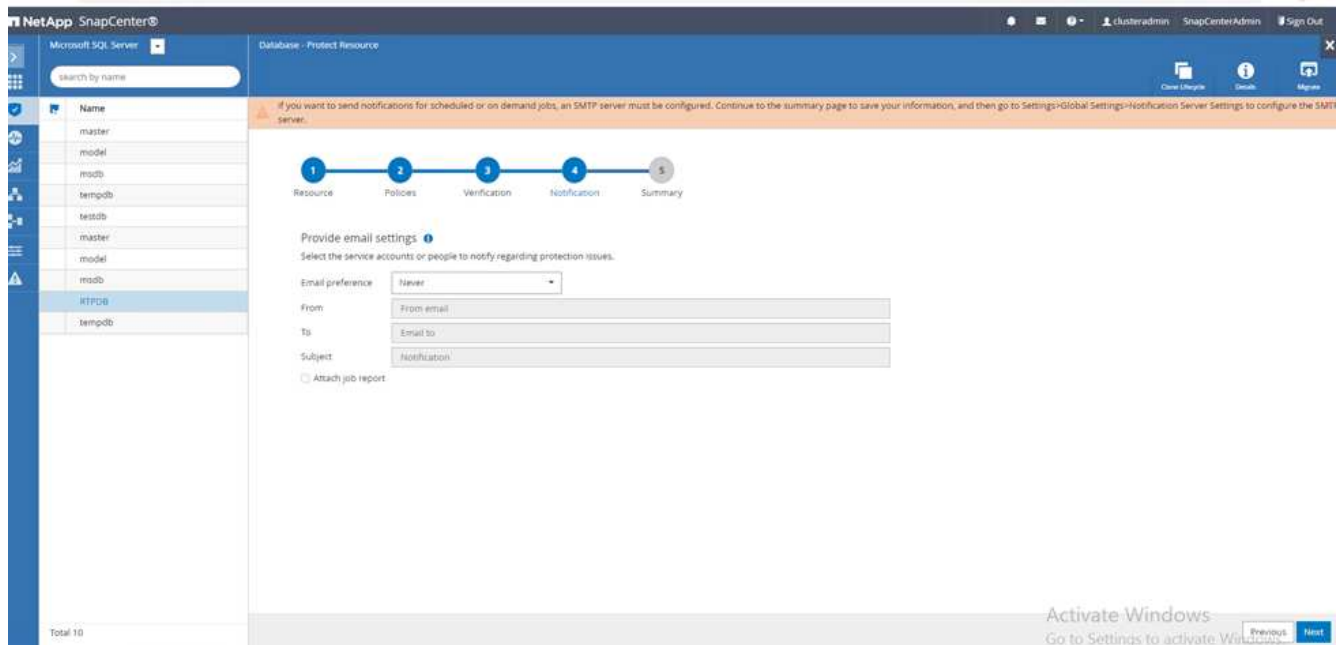 NetApp SnapCenter®
clusteradmin SnapCenterAdmin Sign Out
Microsoft SQL Server
search by name
Name
master
model
msdb
tempdb
testdb
master
model
msdb
RTPDB
tempdb
Total 10
Database - Protect Resource
Clone Lifecycle Details Migrate
If you want to send notifications for scheduled or on demand jobs, an SMTP server must be configured. Continue to the summary page to save your information, and then go to Settings>Global Settings>Notification Server Settings to configure the SMTP
server.
1 2 3 4 5
Resource Policies Verification Notification Summary
Provide email settings
Select the service accounts or people to notify regarding protection issues.
Email preference Never
From From email
To Email to
Subject Notification
Attach job report
Activate Windows
Go to Settings to activate Windows.
Previous Next